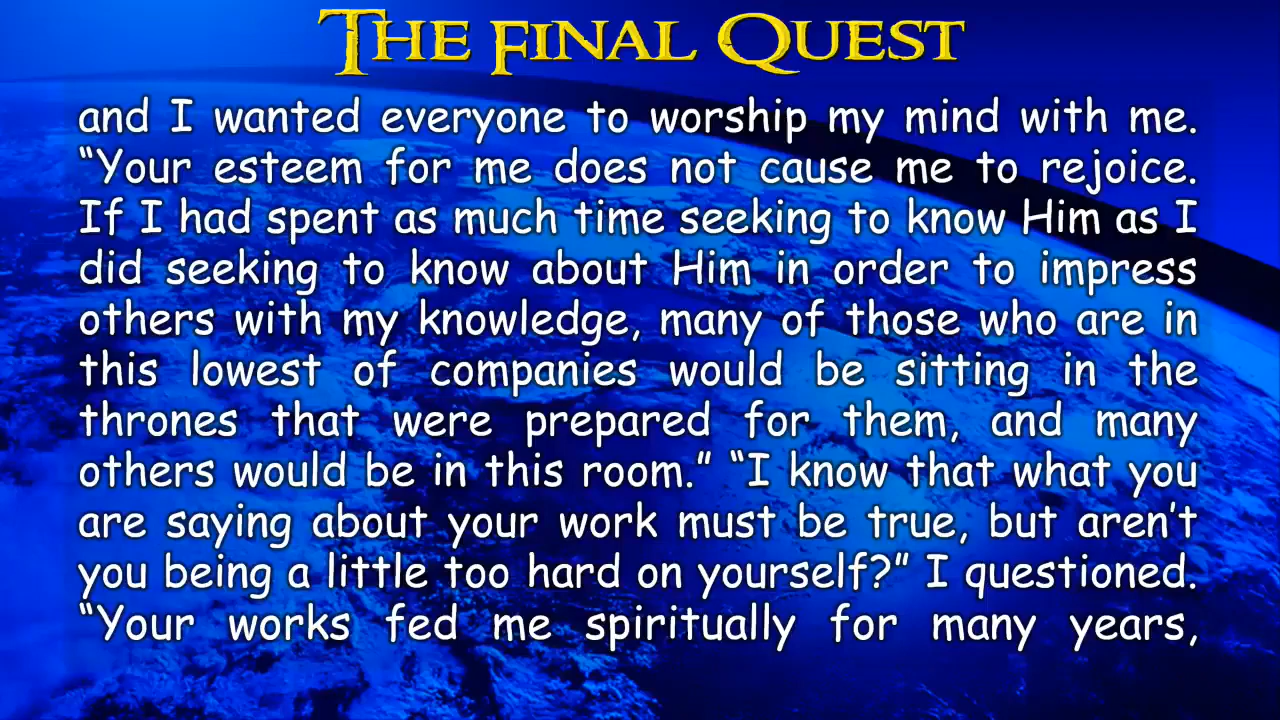 THE FINAL QUEST
and I wanted everyone to worship my mind with me.
“Your esteem for me does not cause me to rejoice.
If I had spent as much time seeking to know Him as I
did seeking to know about Him in order to impress
others with my knowledge, many of those who are in
this lowest of companies would be sitting in the
thrones that were prepared for them, and many
others would be in this room.” “I know that what you
are saying about your work must be true, but aren’t
you being a little too hard on yourself?” I questioned.
“Your works fed me spiritually for many years,